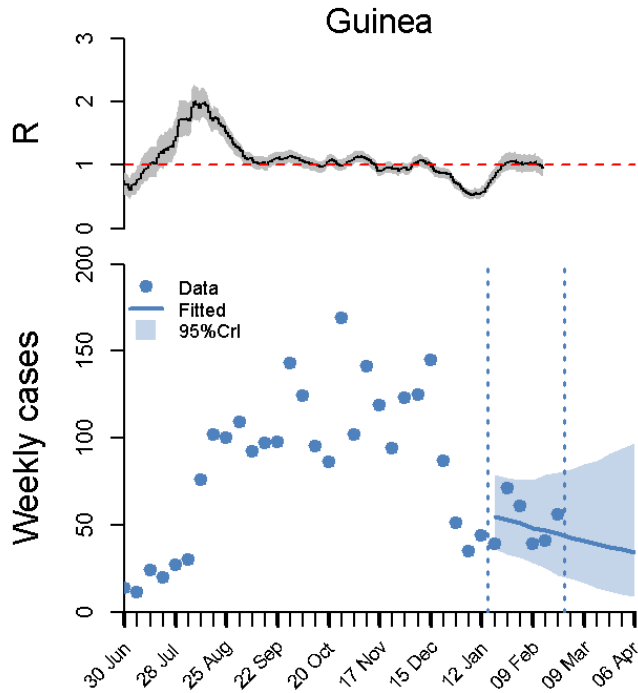 Guinea
R
3
2
1
0
Weekly cases
200
150
100
50
0
Data
Fitted
95%CrI
30 Jun
28 Jul
25 Aug
22 Sep
20 Oct
17 Nov
15 Dec
12 Jan
09 Feb
09 Mar
06 Apr